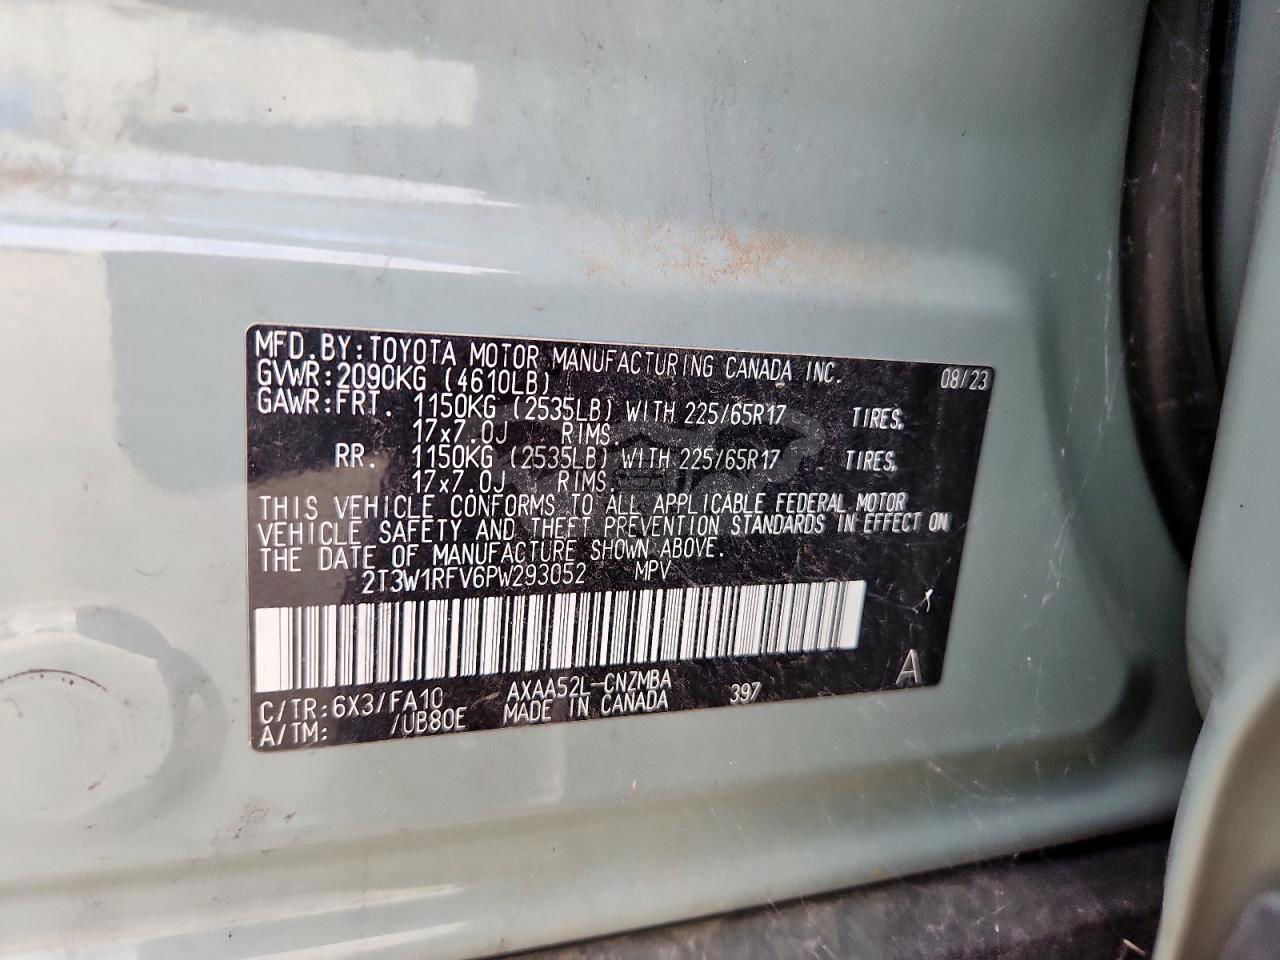 MFD.BY:TOYOTA MOTOR MANUFACTURING CANADA INC. 08/23
GVWR:2090KG (4610LB)
GAWR:FRT. 1150KG (2535LB) WITH 225/65R17 TIRES,
17x7.0J RIMS.
RR. 1150KG (2535LB) WITH 225/65R17 TIRES,
17x7.0J RIMS.
THIS VEHICLE CONFORMS TO ALL APPLICABLE FEDERAL MOTOR
VEHICLE SAFETY AND THEFT PREVENTION STANDARDS IN EFFECT ON
THE DATE OF MANUFACTURE SHOWN ABOVE.
2T3W1RFV6PW293052 MPV
C/TR:6X3/FA10 AXAA52L-CNZMBA 397 A
A/TM: /UB80E MADE IN CANADA